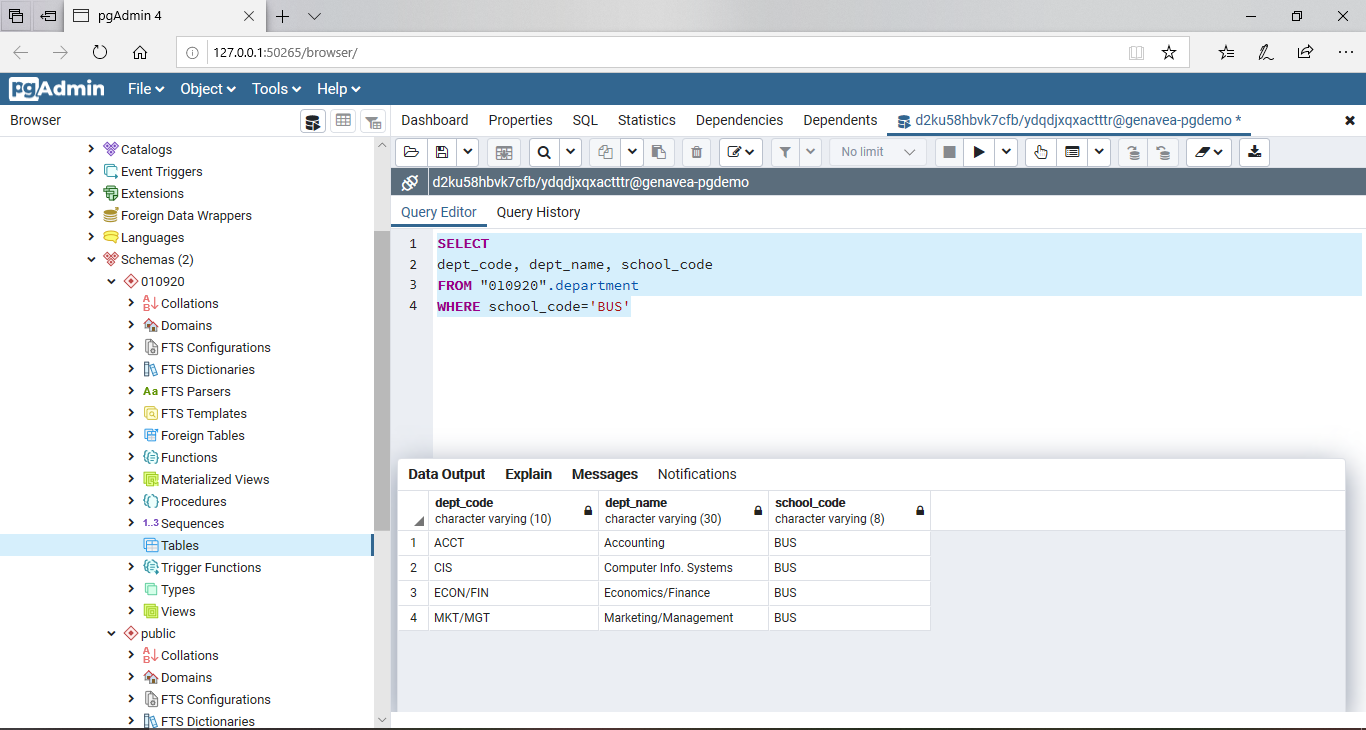 pgAdmin 4
127.0.0.1:50265/browser/
pgAdmin File Object Tools Help
Browser
Dashboard Properties SQL Statistics Dependencies Dependents d2ku58hbvk7cfb/ydqdjxqxactttr@genavea-pgdemo *
No limit
d2ku58hbvk7cfb/ydqdjxqxactttr@genavea-pgdemo
Query Editor Query History
1 SELECT
2 dept_code, dept_name, school_code
3 FROM "010920".department
4 WHERE school_code='BUS'
Catalogs
Event Triggers
Extensions
Foreign Data Wrappers
Languages
Schemas (2)
010920
Collations
Domains
FTS Configurations
FTS Dictionaries
Aa FTS Parsers
FTS Templates
Foreign Tables
Functions
Materialized Views
Procedures
1..3 Sequences
Tables
Trigger Functions
Types
Views
public
Collations
Domains
FTS Configurations
FTS Dictionaries
Data Output Explain Messages Notifications
dept_code dept_name school_code
character varying (10) character varying (30) character varying (8)
1 ACCT Accounting BUS
2 CIS Computer Info. Systems BUS
3 ECON/FIN Economics/Finance BUS
4 MKT/MGT Marketing/Management BUS